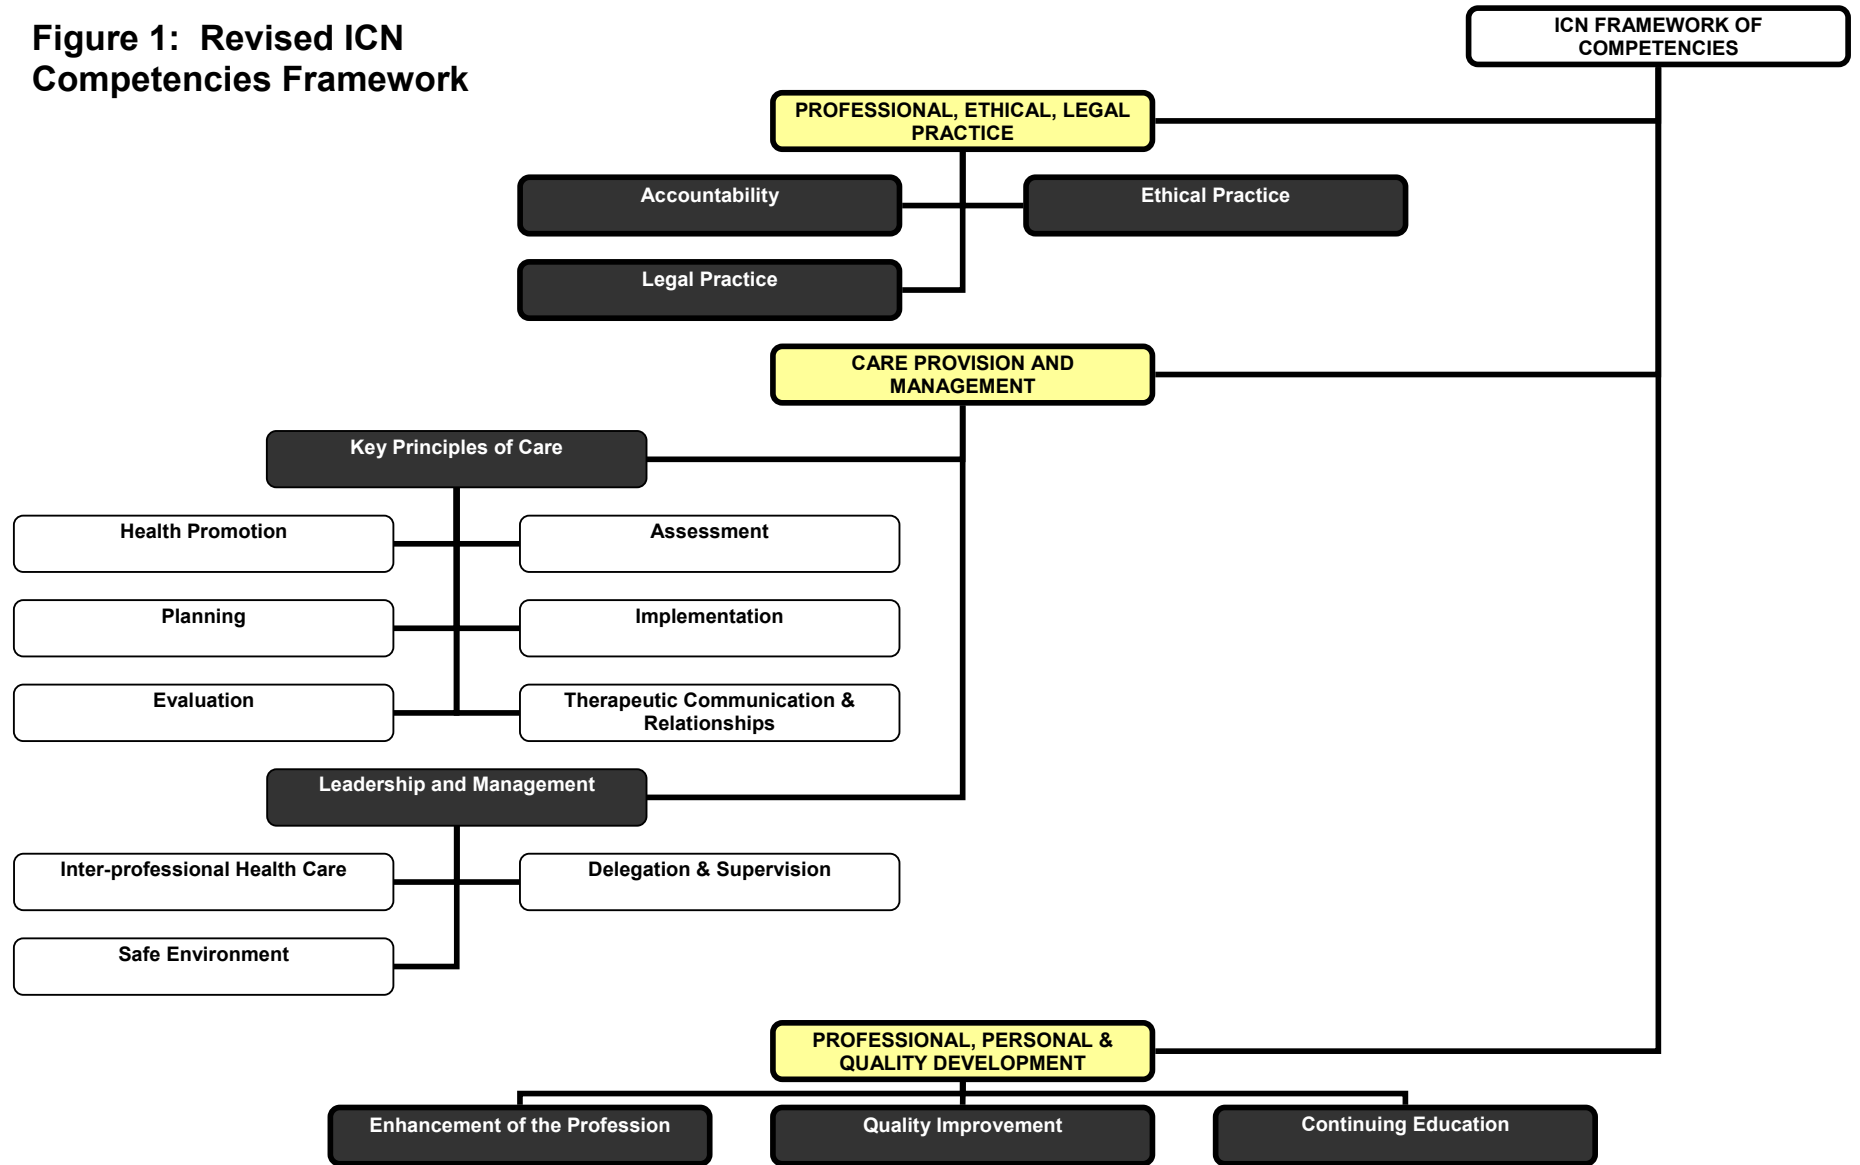 Figure 1: Revised ICN
Competencies Framework
ICN FRAMEWORK OF
COMPETENCIES
PROFESSIONAL, ETHICAL, LEGAL
PRACTICE
Accountability
Ethical Practice
Legal Practice
CARE PROVISION AND
MANAGEMENT
Key Principles of Care
Health Promotion
Assessment
Planning
Implementation
Evaluation
Therapeutic Communication &
Relationships
Leadership and Management
Inter-professional Health Care
Delegation & Supervision
Safe Environment
PROFESSIONAL, PERSONAL &
QUALITY DEVELOPMENT
Enhancement of the Profession
Quality Improvement
Continuing Education